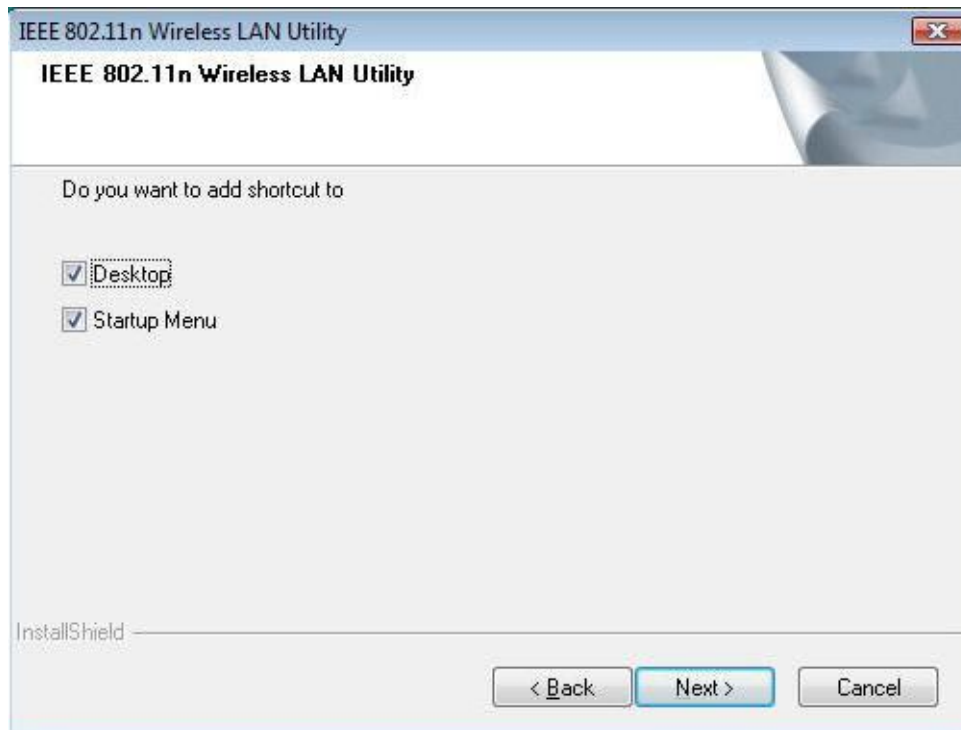 IEEE 802.11n Wireless LAN Utility
IEEE 802.11n Wireless LAN Utility
Do you want to add shortcut to
Desktop
Startup Menu
InstallShield
< Back Next > Cancel